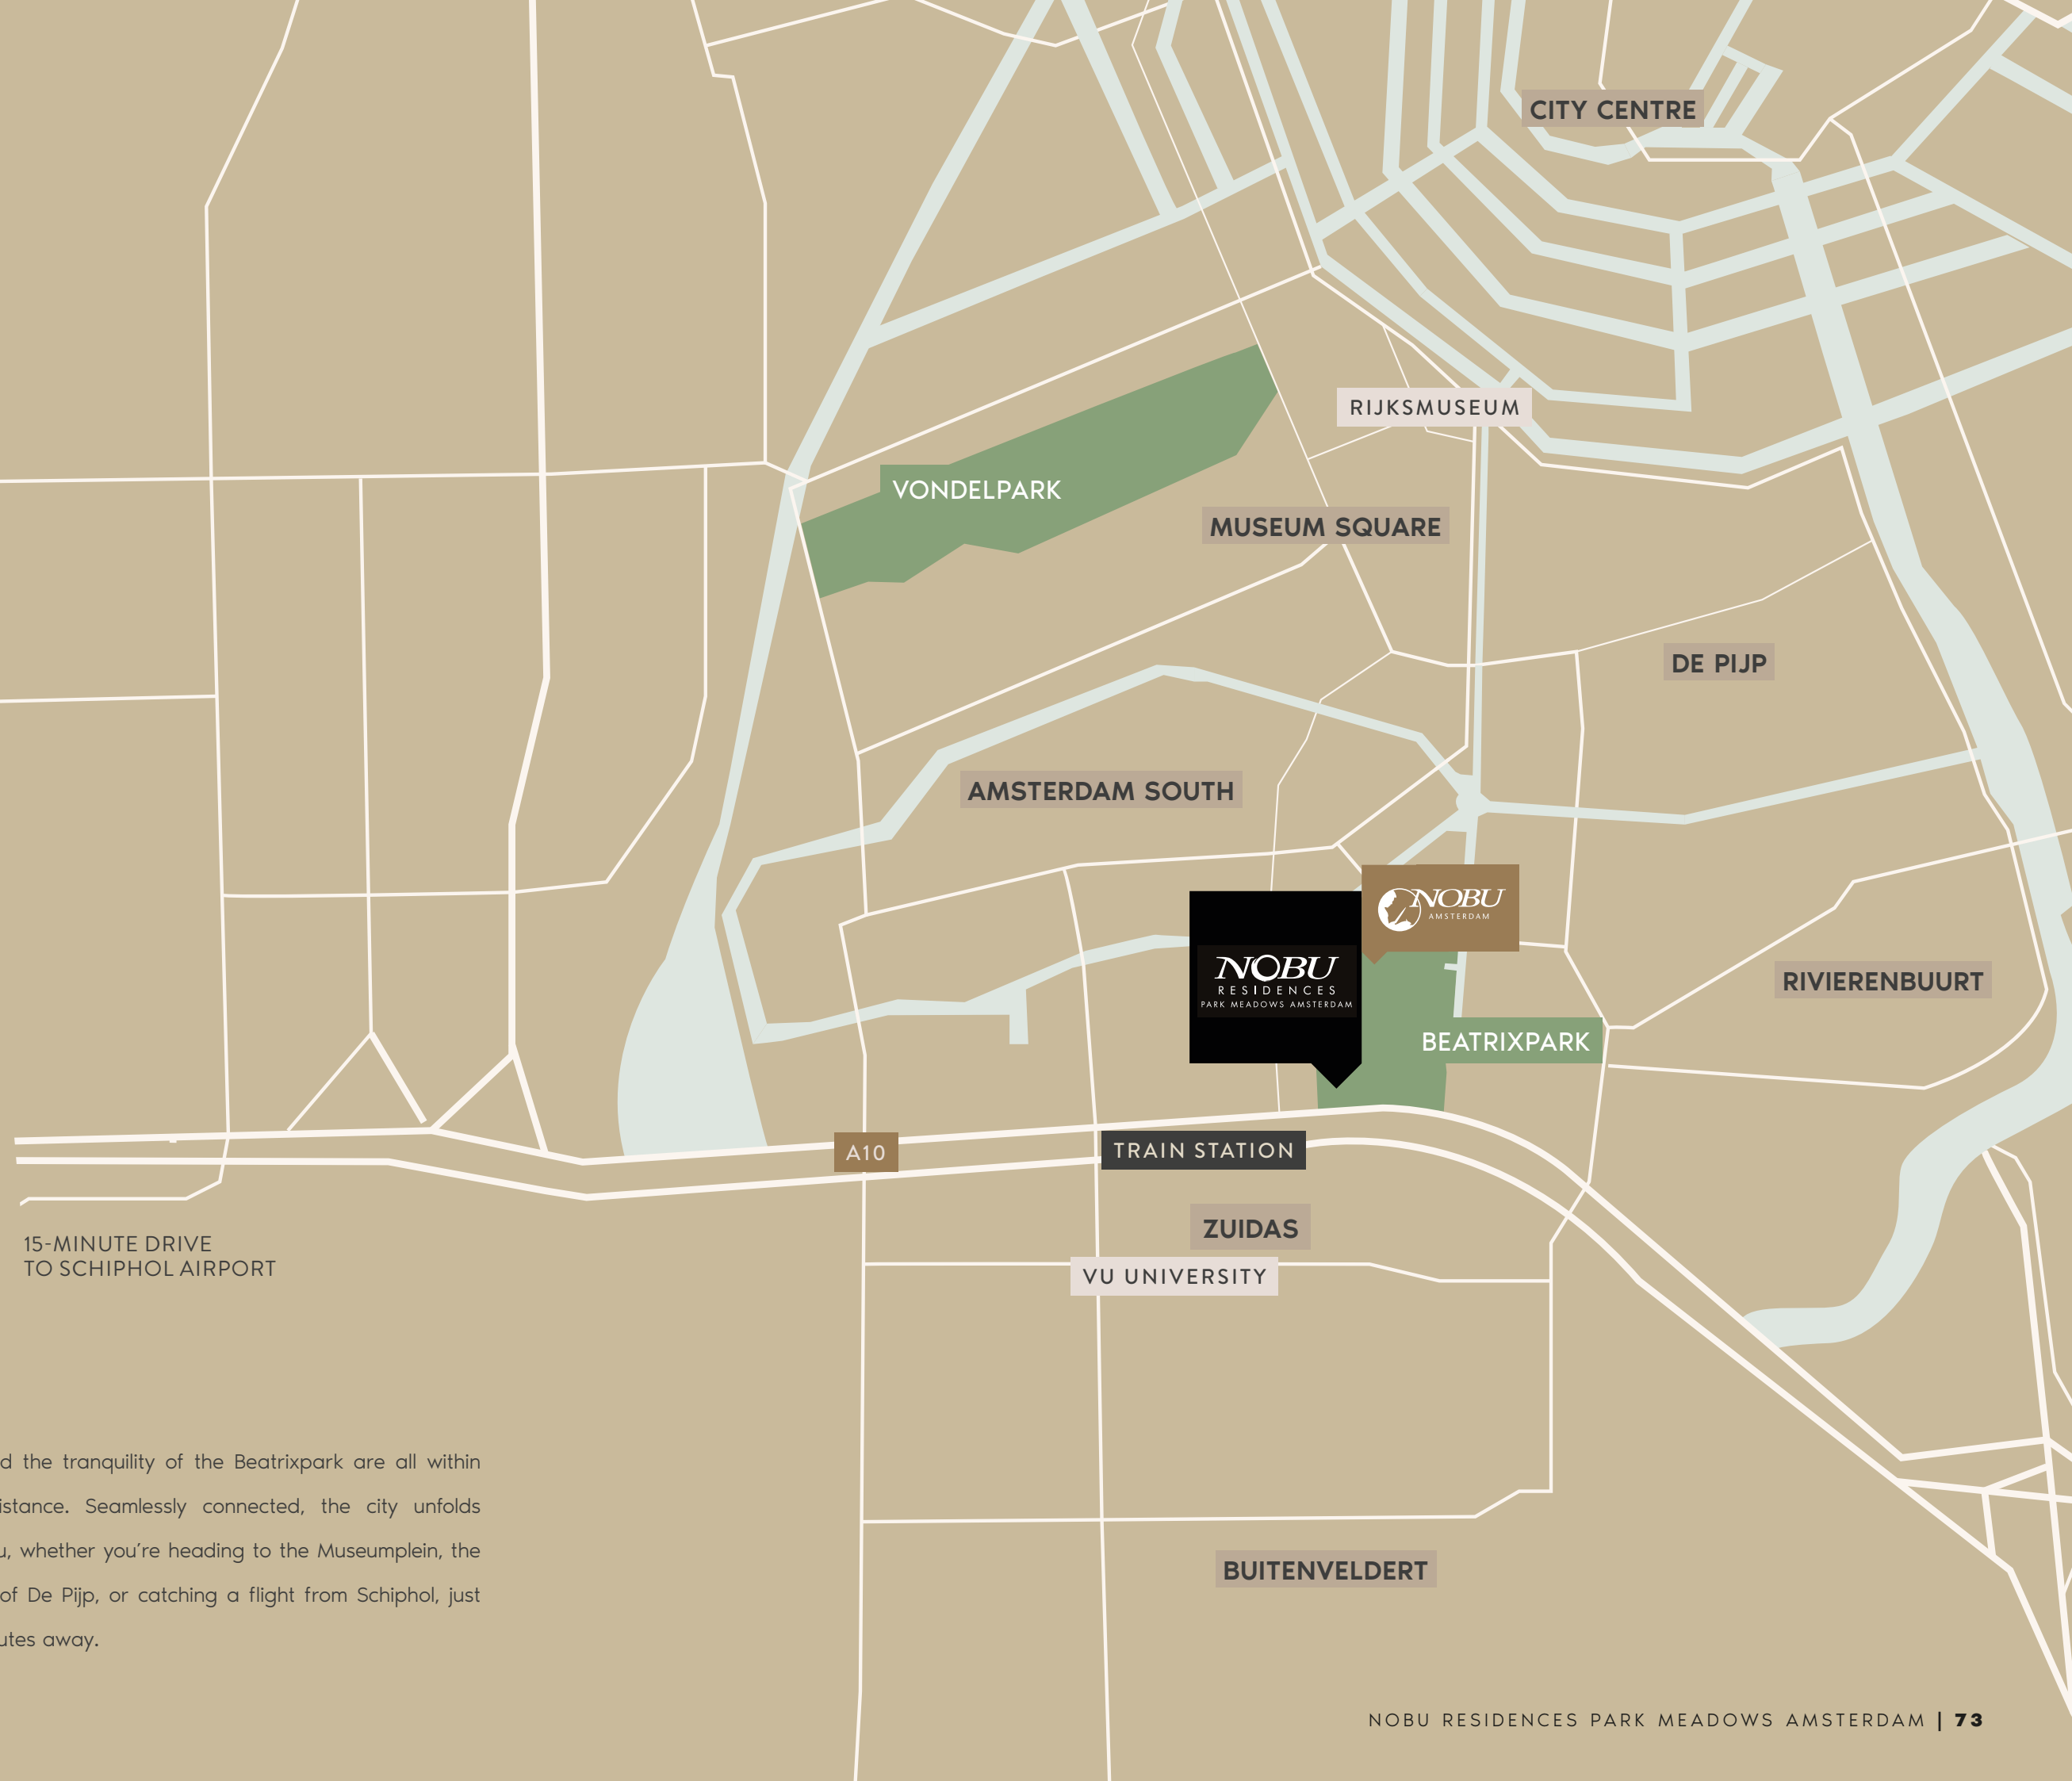 CITY CENTRE
RIJKSMUSEUM
VONDELPARK
MUSEUM SQUARE
DE PIJP
AMSTERDAM SOUTH
NOBU
AMSTERDAM
NOBU
RESIDENCES
PARK MEADOWS AMSTERDAM
RIVIERENBUURT
BEATRIXPARK
A10
TRAIN STATION
ZUIDAS
VU UNIVERSITY
15-MINUTE DRIVE
TO SCHIPHOL AIRPORT
the tranquility of the Beatrixpark are all within
Seamlessly connected, the city unfolds
whether you're heading to the Museumplein, the
of De Pijp, or catching a flight from Schiphol, just
away.
BUITENVELDERT
NOBU RESIDENCES PARK MEADOWS AMSTERDAM | 73